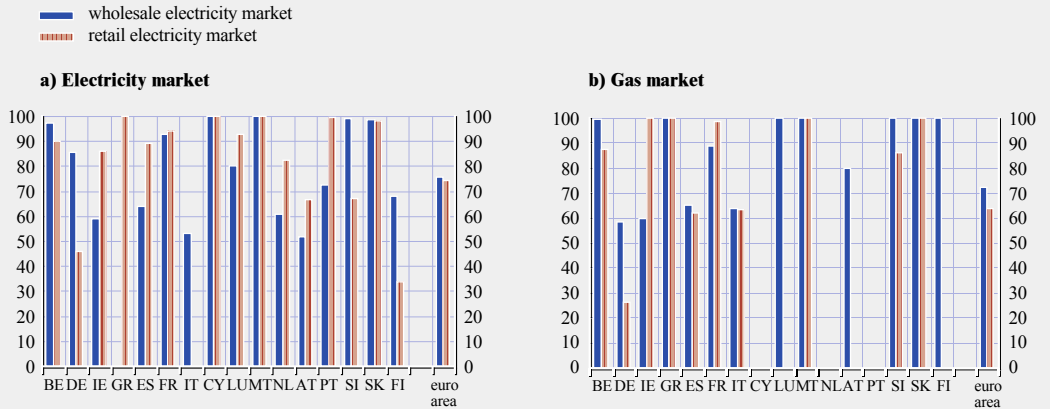 wholesale electricity market
retail electricity market
a) Electricity market
100 100
90 90
80 80
70 70
60 60
50 50
40 40
30 30
20 20
10 10
0 0
BE DE IE GR ES FR IT CY LU MT NL AT PT SI SK FI euro
area
b) Gas market
100 100
90 90
80 80
70 70
60 60
50 50
40 40
30 30
20 20
10 10
0 0
BE DE IE GR ES FR IT CY LU MT NL AT PT SI SK FI euro
area